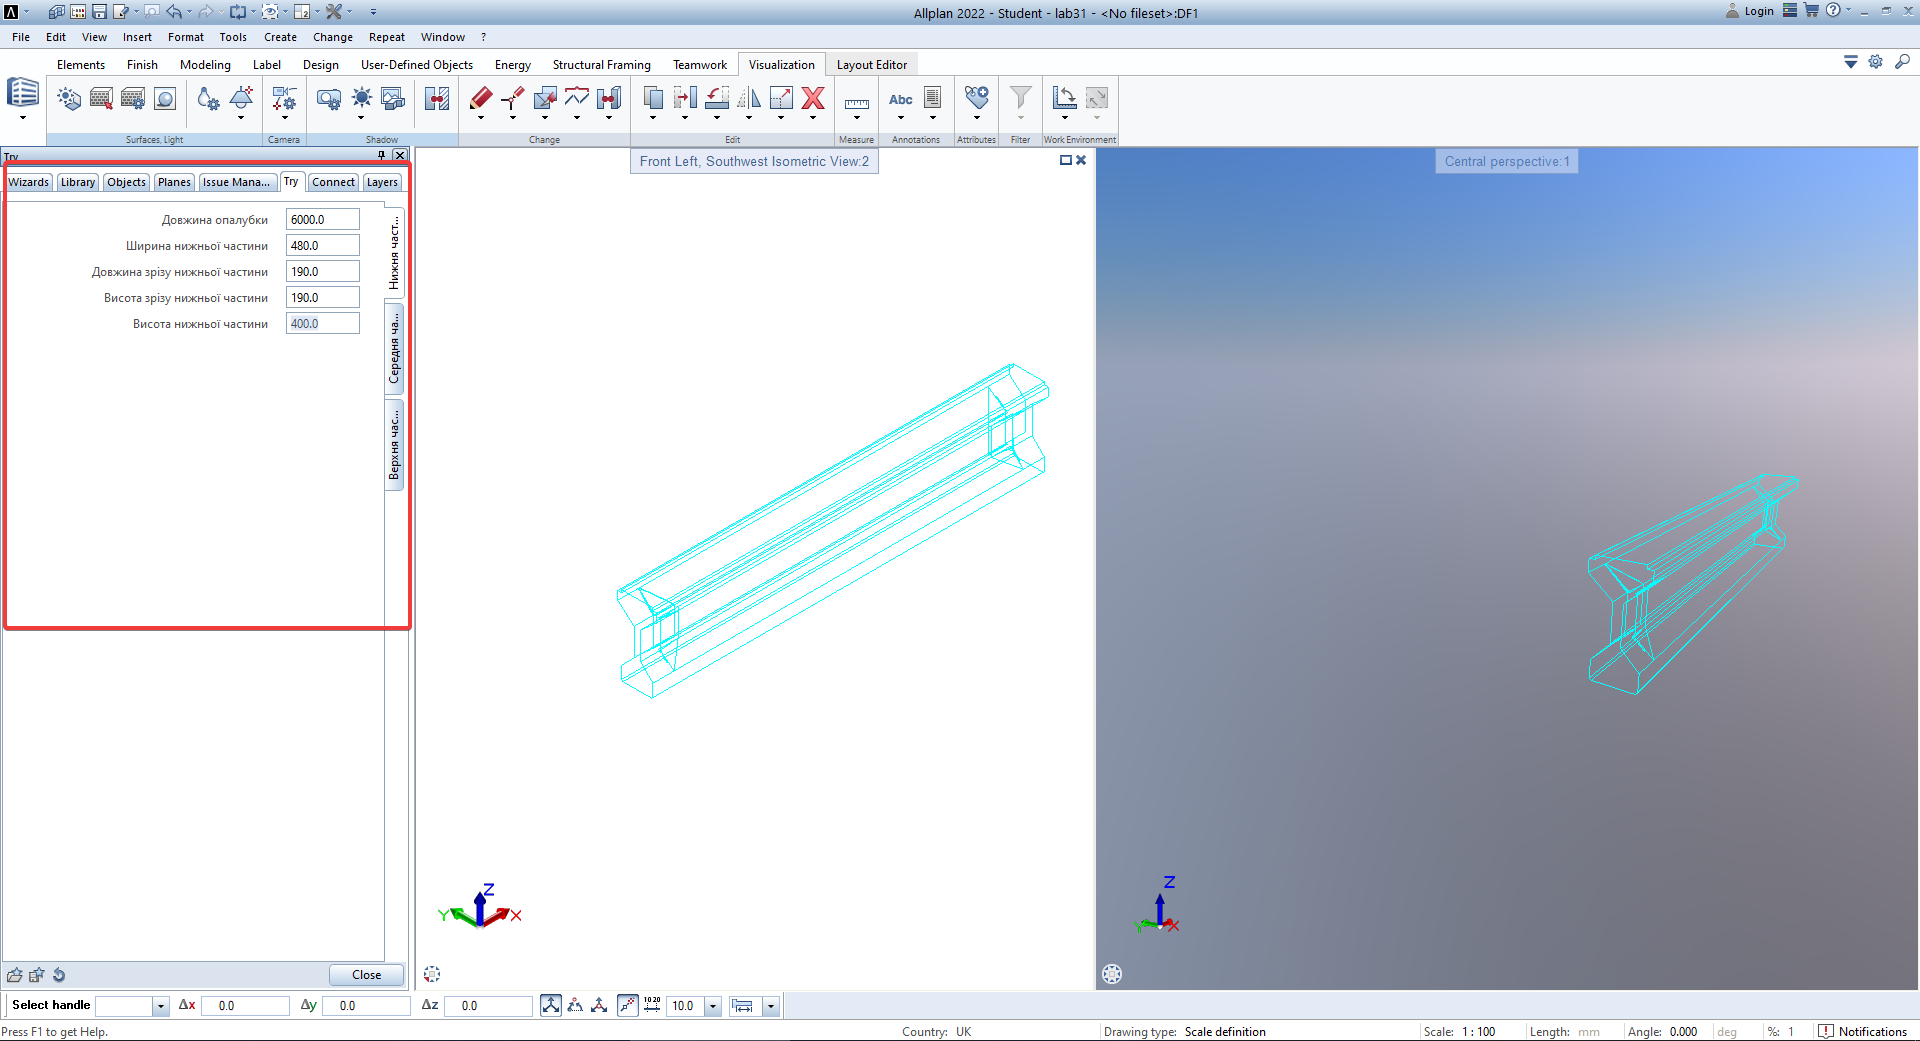 Allplan 2022 - Student - lab31 - <No fileset>:DF1
Login
File Edit View Insert Format Tools Create Change Repeat Window ?
Elements Finish Modeling Label Design User-Defined Objects Energy Structural Framing Teamwork Visualization Layout Editor
Abc
Surfaces, Light Camera Shadow Change Edit Measure Annotations Attributes Filter Work Environment
Try
Wizards Library Objects Planes Issue Mana... Try Connect Layers
Довжина опалубки 6000.0
Ширина нижньої частини 480.0
Довжина зрізу нижньої частини 190.0
Висота зрізу нижньої частини 190.0
Висота нижньої частини 400.0
Нижня част...
Середня ча...
Верхня час...
Close
Front Left, Southwest Isometric View:2
Z
Y
X
Central perspective:1
Z
Y
X
Select handle Δx 0.0 Δy 0.0 Δz 0.0 10 20 10.0
Press F1 to get Help.
Country: UK
Drawing type: Scale definition
Scale: 1 : 100
Length: mm
Angle: 0.000 deg
%: 1
Notifications